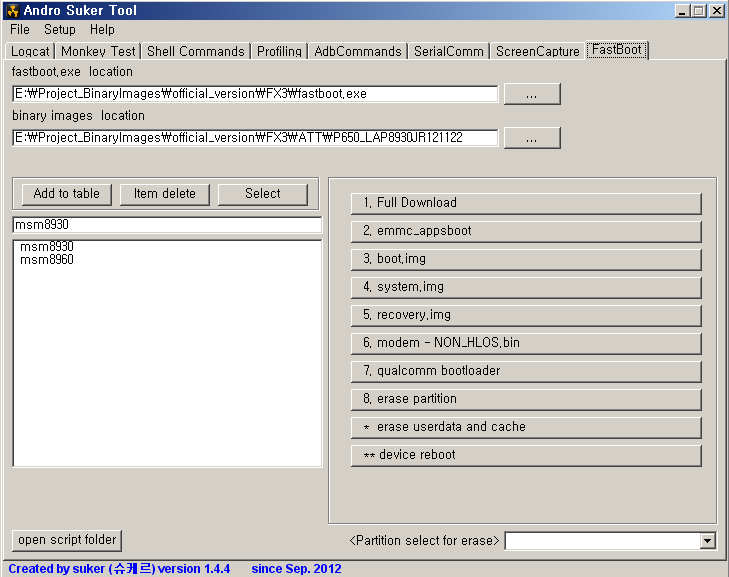 Andro Suker Tool
File Setup Help
Logcat Monkey Test Shell Commands Profiling AdbCommands SerialComm ScreenCapture FastBoot
fastboot.exe location
E:₩Project_BinaryImages₩official_version₩FX3₩fastboot.exe ...
binary images location
E:₩Project_BinaryImages₩official_version₩FX3₩ATT₩P650_LAP8930JR121122 ...
Add to table Item delete Select
msm8930
msm8930
msm8960
1. Full Download
2. emmc_appsboot
3. boot.img
4. system.img
5. recovery.img
6. modem - NON_HLOS.bin
7. qualcomm bootloader
8. erase partition
* erase userdata and cache
** device reboot
open script folder
<Partition select for erase>
Created by suker (슈케르) version 1.4.4 since Sep. 2012